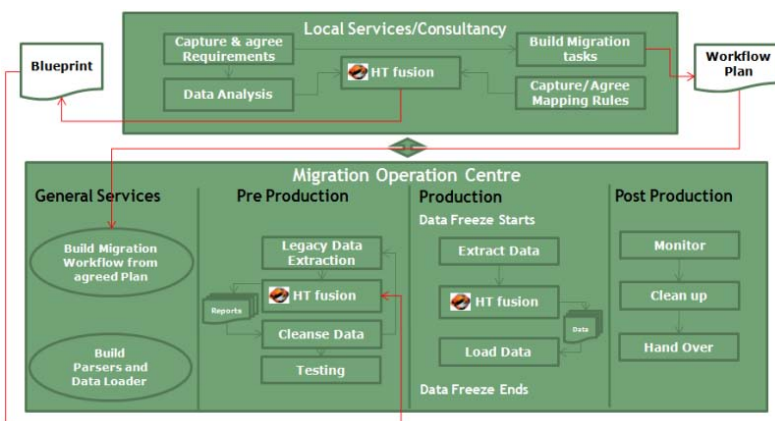 Local Services/Consultancy
Blueprint
Capture & agree
Requirements
Build Migration
tasks
Workflow
Plan
HT fusion
Data Analysis
Capture/Agree
Mapping Rules
Migration Operation Centre
General Services
Pre Production
Production
Post Production
Data Freeze Starts
Build Migration
Workflow from
agreed Plan
Legacy Data
Extraction
Extract Data
Monitor
Reports
HT fusion
HT fusion
Clean up
Cleanse Data
Data
Build
Parsers and
Data Loader
Testing
Load Data
Hand Over
Data Freeze Ends